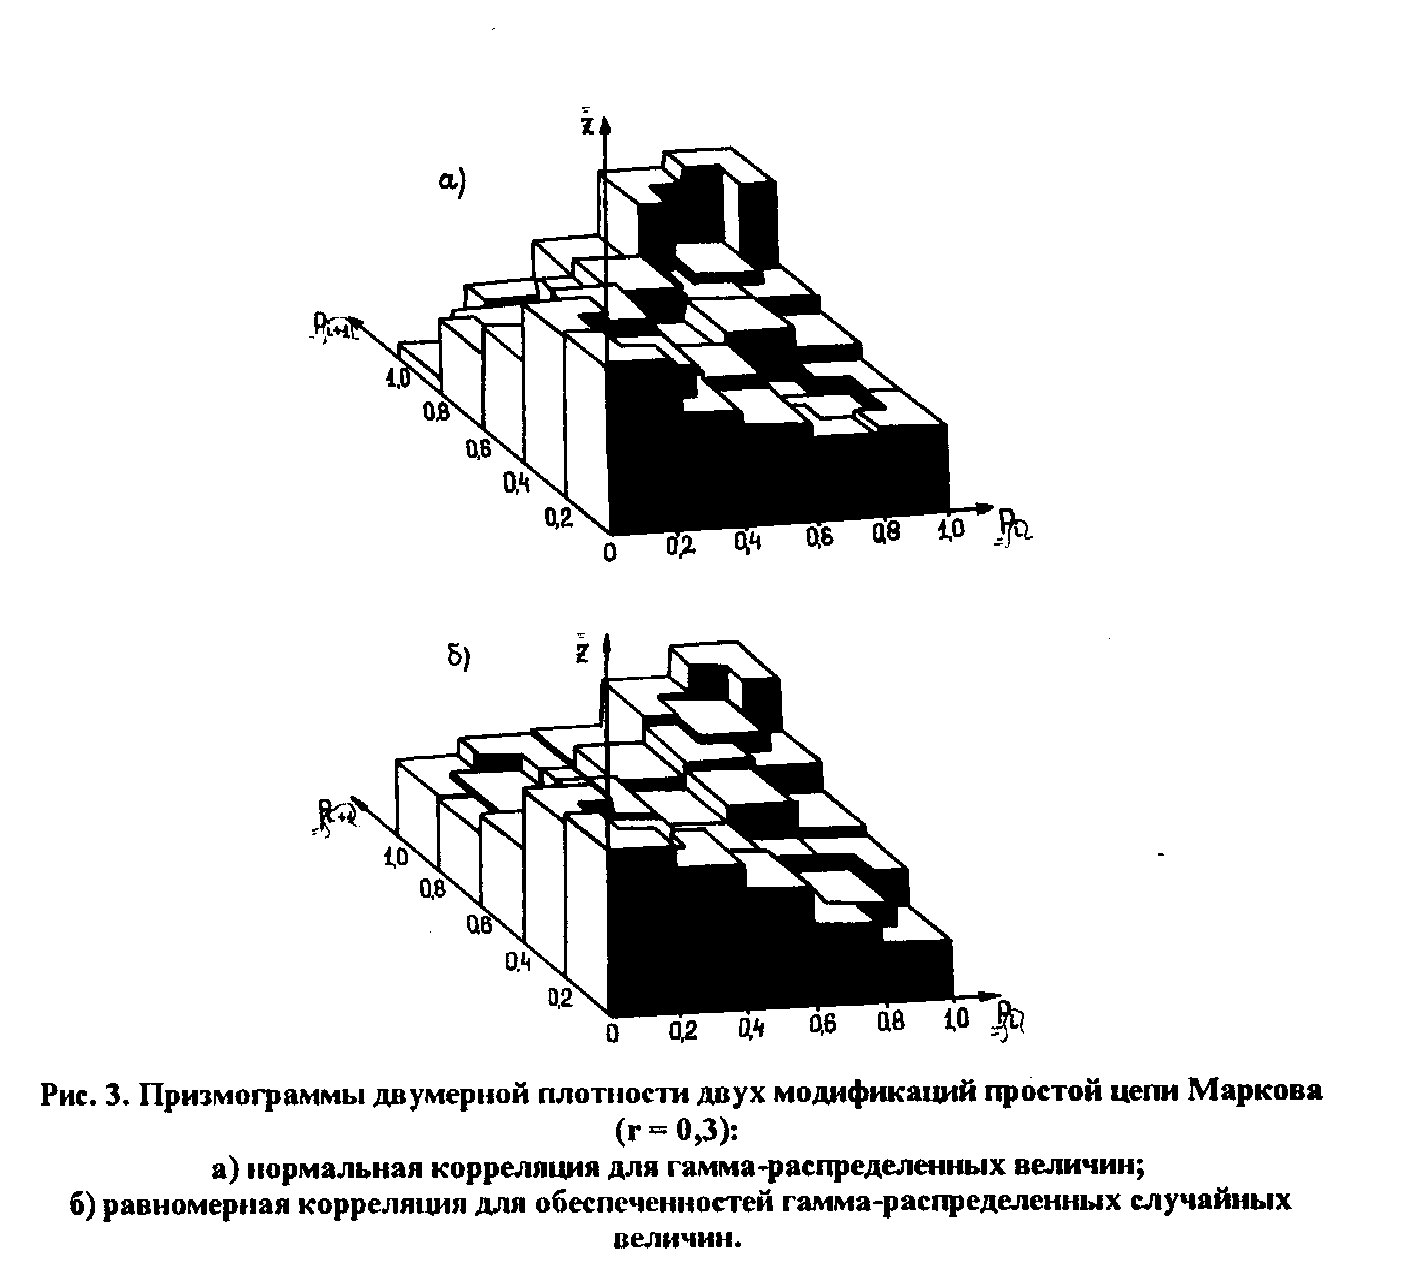 z̄
а)
1,0
0,8
0,6
0,4
0,2
0
0,2
0,4
0,6
0,8
1,0
б)
z̄
1,0
0,8
0,6
0,4
0,2
0
0,2
0,4
0,6
0,8
1,0
Рис. 3. Призмограммы двумерной плотности двух модификаций простой цепи Маркова
(r = 0,3):
а) нормальная корреляция для гамма-распределенных величин;
б) равномерная корреляция для обеспеченностей гамма-распределенных случайных
величин.